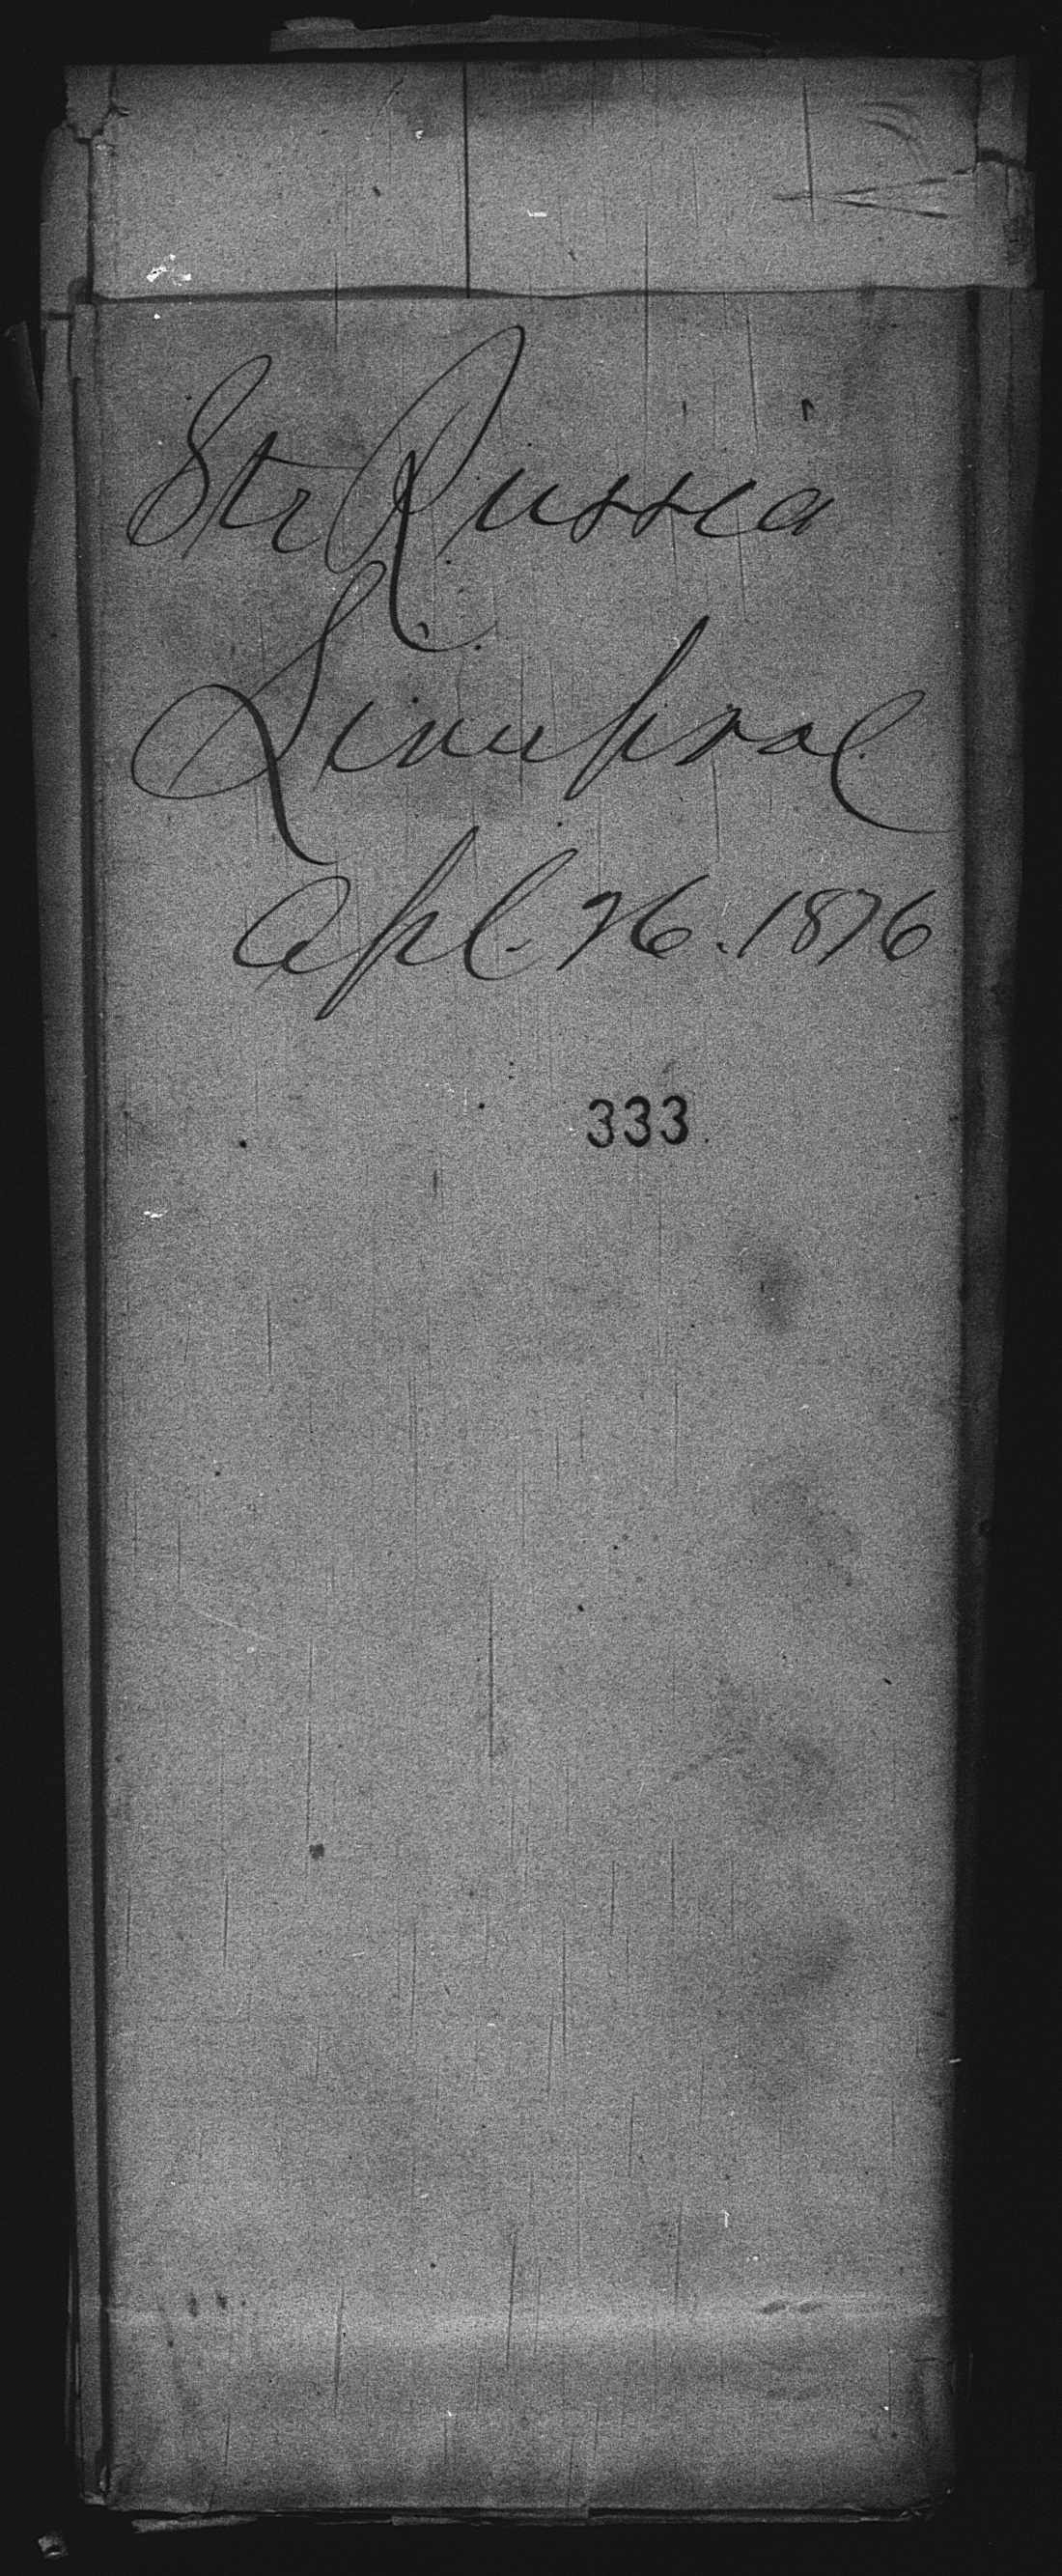 Str Russia
Liverpool
Apl. 26. 1876
333